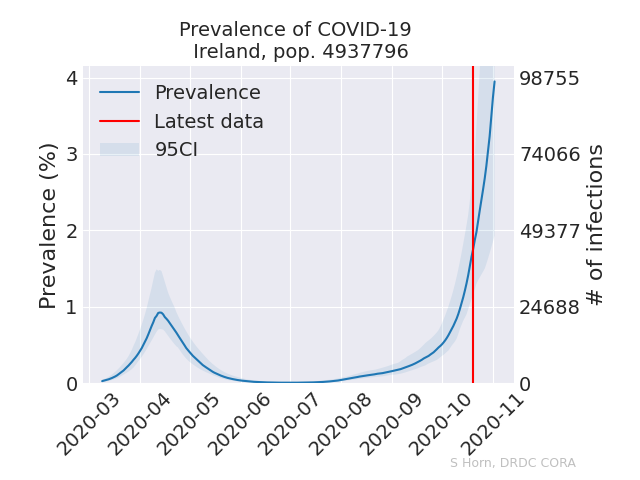 Prevalence of COVID-19
Ireland, pop. 4937796
Prevalence (%)
4
3
2
1
0
Prevalence
Latest data
95CI
98755
74066
49377
24688
0
# of infections
2020-03
2020-04
2020-05
2020-06
2020-07
2020-08
2020-09
2020-10
2020-11
S Horn, DRDC CORA